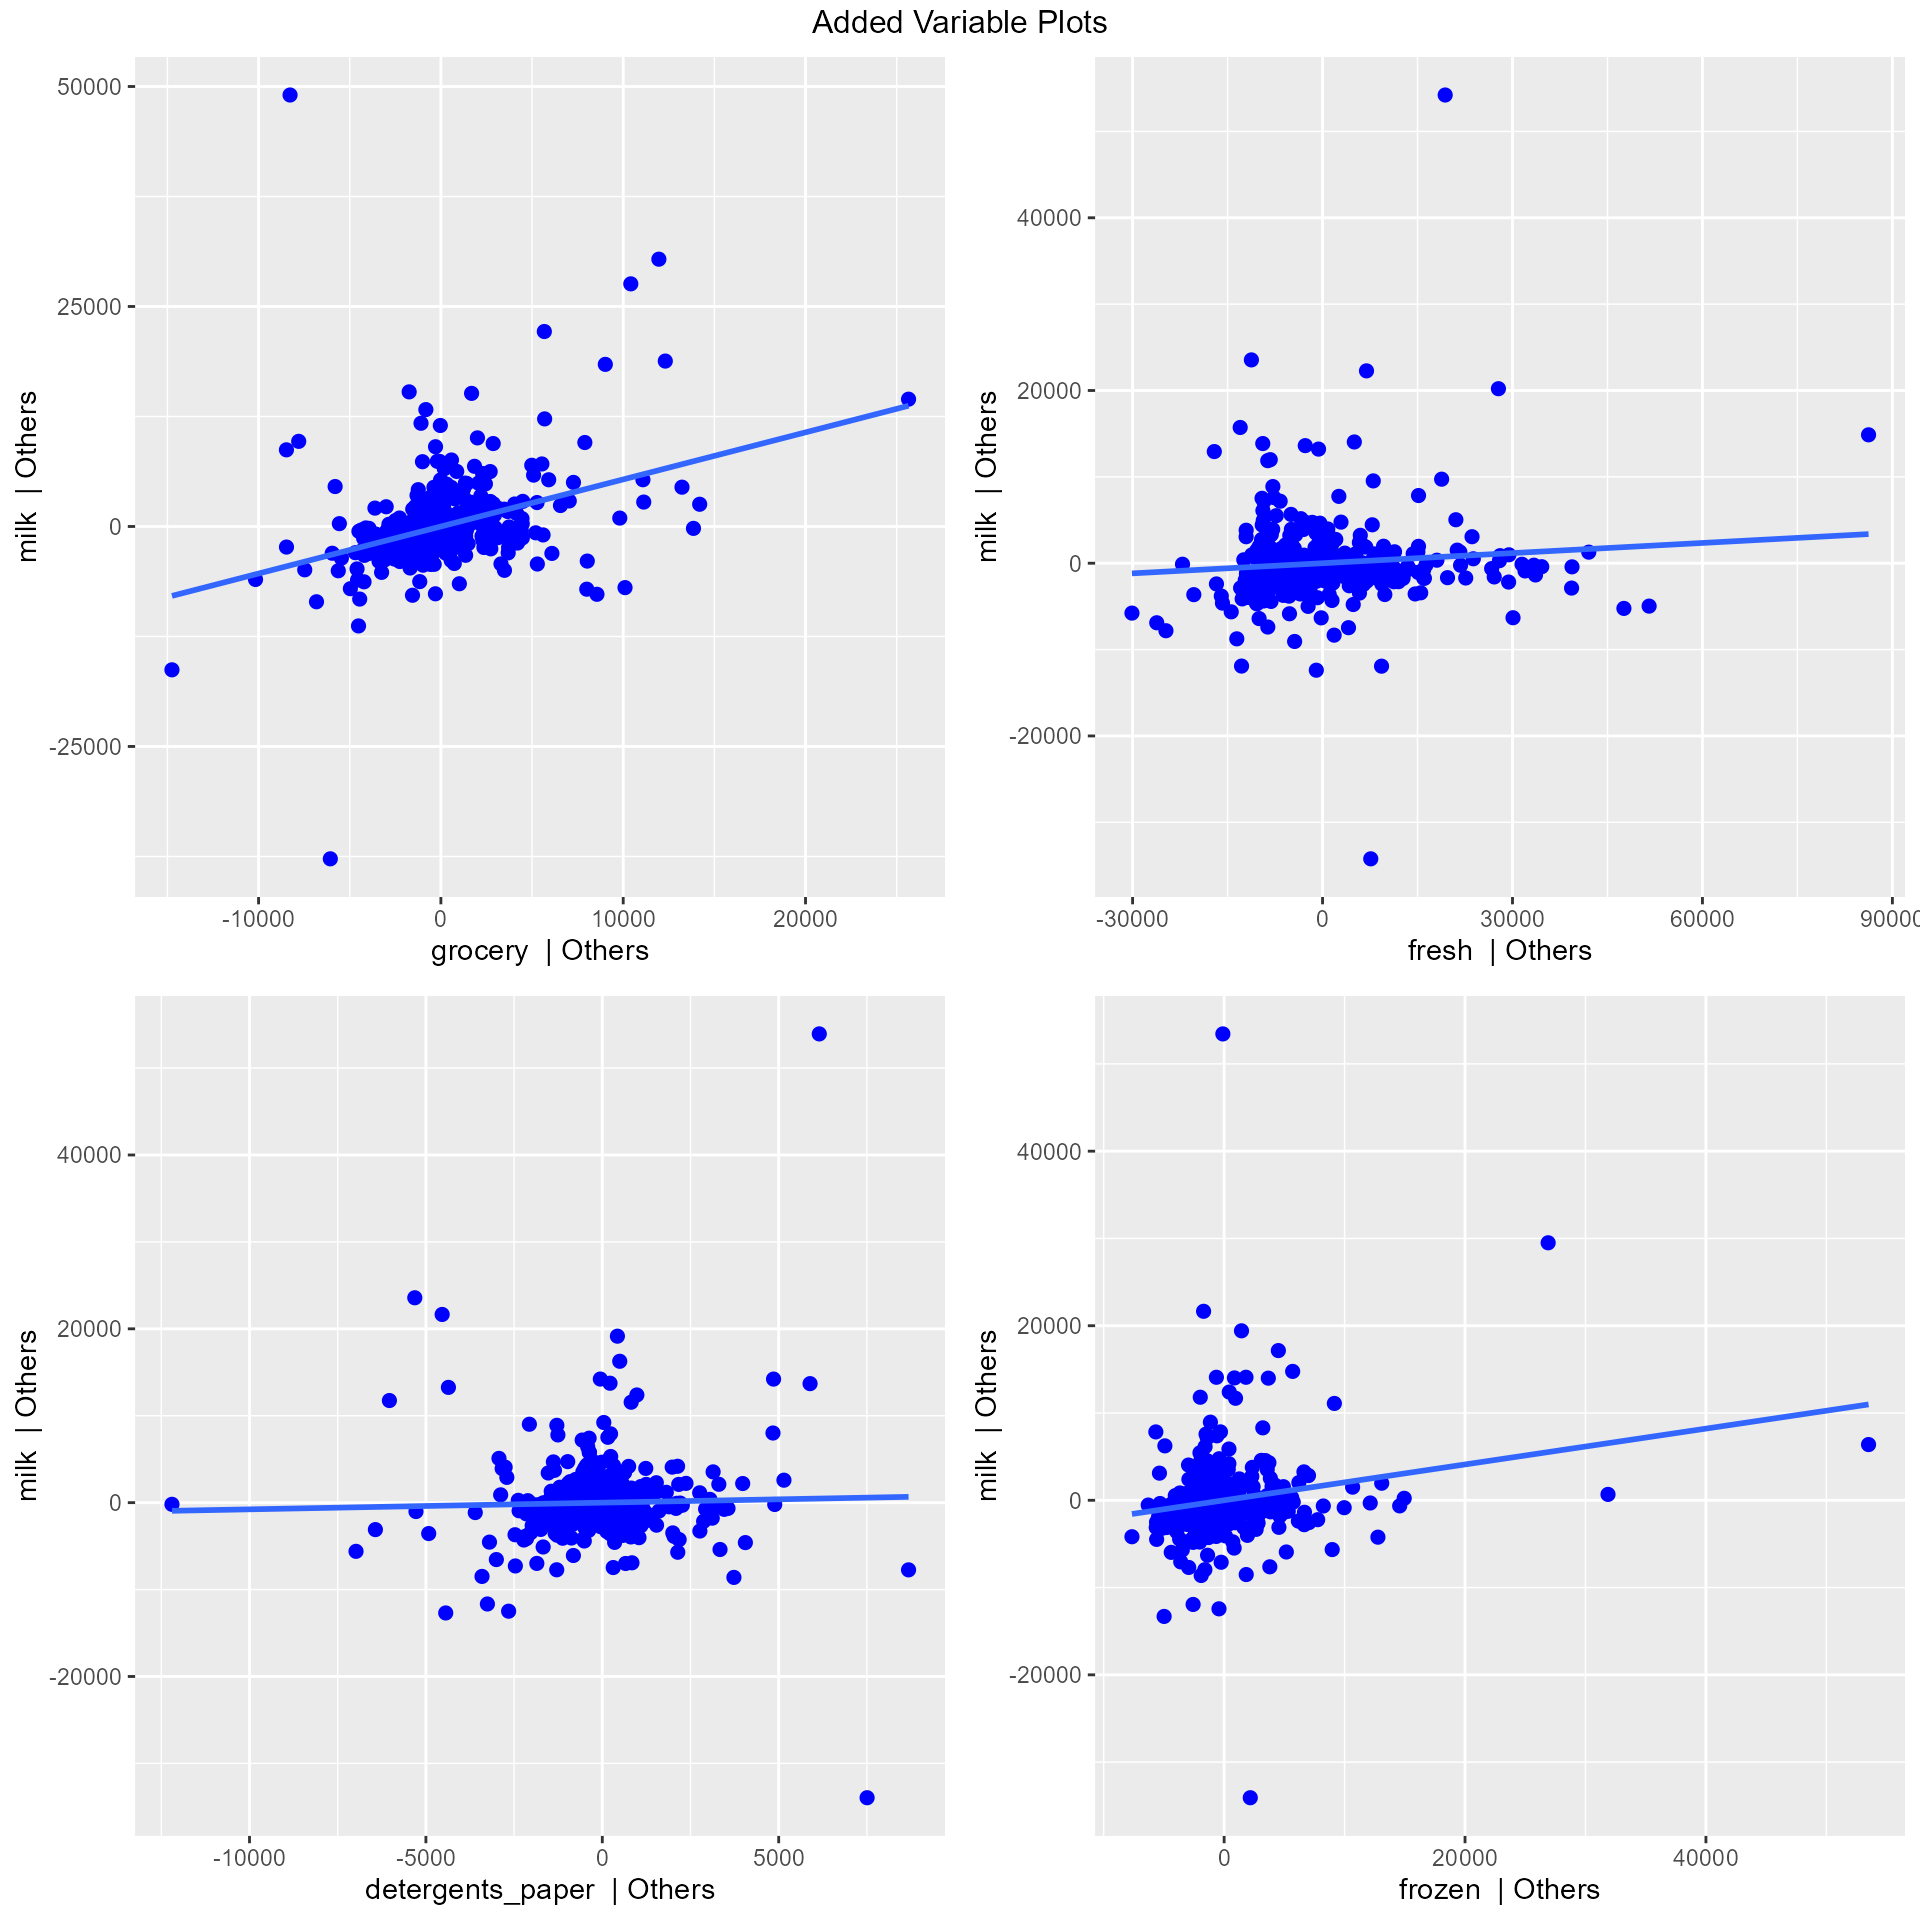 Added Variable Plots
50000
25000
0
-25000
milk | Others
-10000 0 10000 20000
grocery | Others
40000
20000
0
-20000
milk | Others
-30000 0 30000 60000 90000
fresh | Others
40000
20000
0
-20000
milk | Others
-10000 -5000 0 5000
detergents_paper | Others
40000
20000
0
-20000
milk | Others
0 20000 40000
frozen | Others